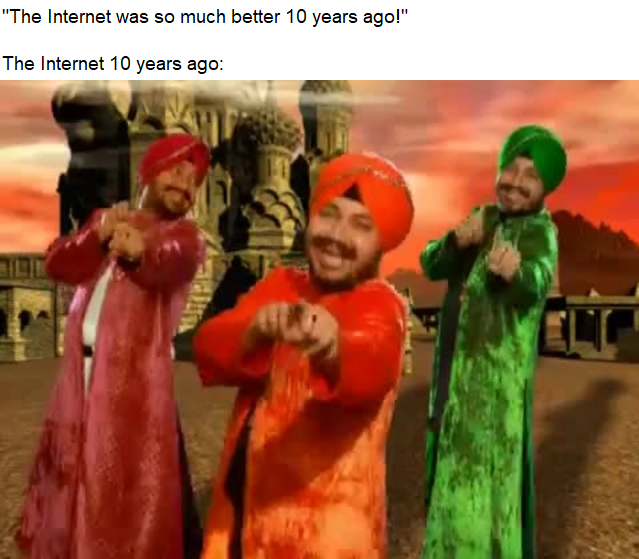 "The Internet was so much better 10 years ago!"
The Internet 10 years ago: